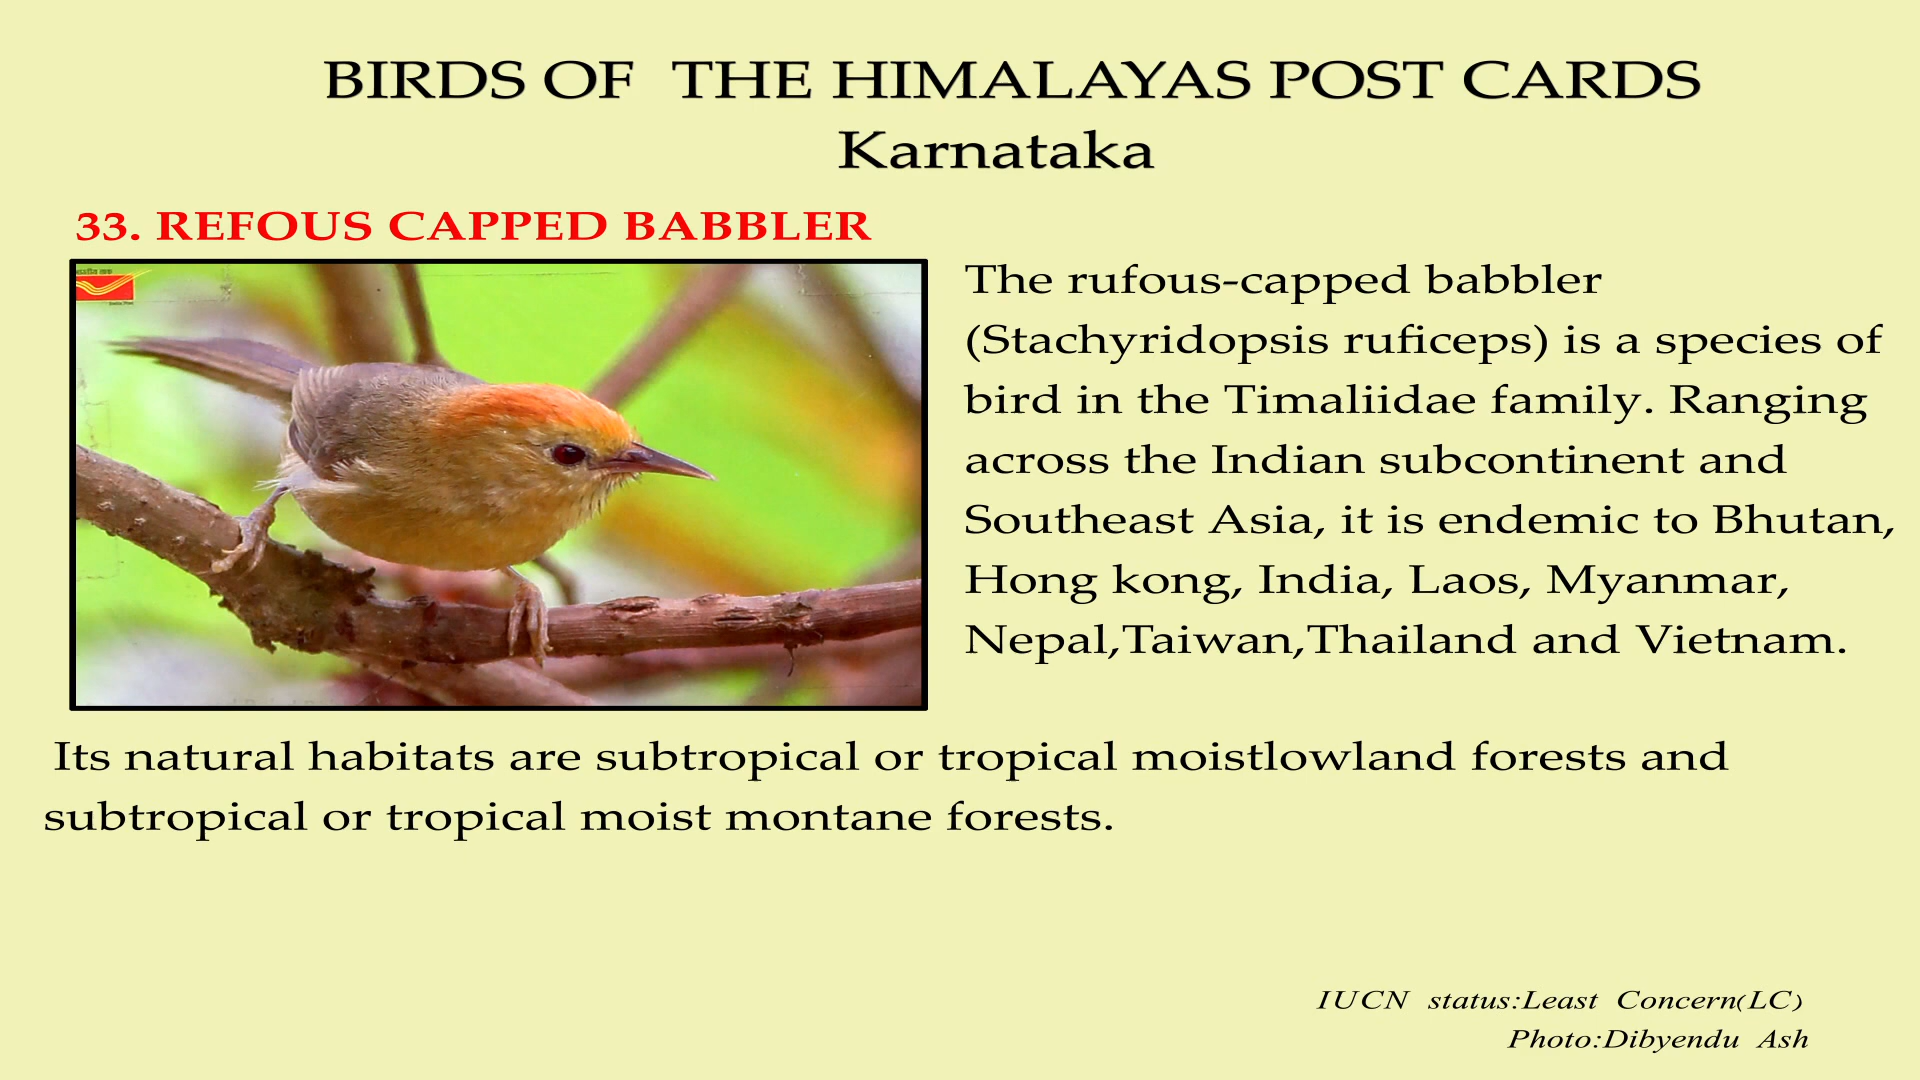 BIRDS OF THE HIMALAYAS POST CARDS
Karnataka
33. REFOUS CAPPED BABBLER
The rufous-capped babbler
(Stachyridopsis ruficeps) is a species of
bird in the Timaliidae family. Ranging
across the Indian subcontinent and
Southeast Asia, it is endemic to Bhutan,
Hong kong, India, Laos, Myanmar,
Nepal,Taiwan,Thailand and Vietnam.
Its natural habitats are subtropical or tropical moistlowland forests and
subtropical or tropical moist montane forests.
IUCN status:Least Concern(LC)
Photo:Dibyendu Ash